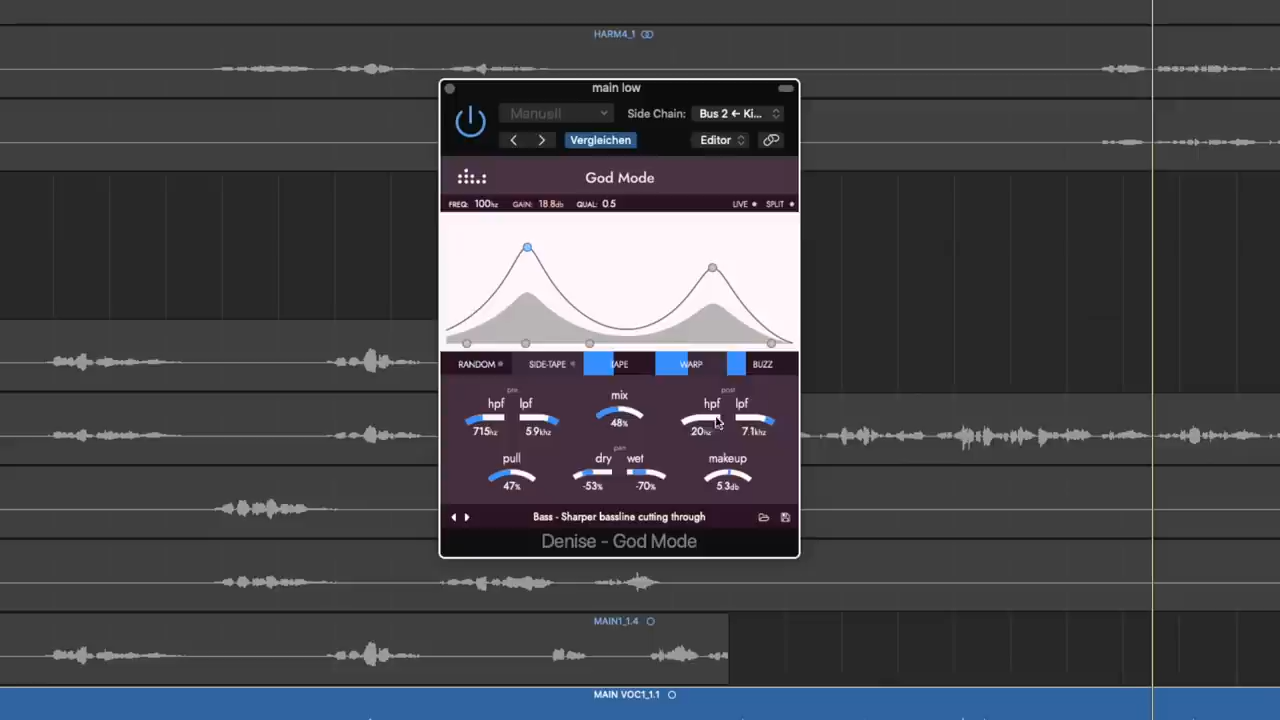 HARM4_1
main low
Manuell
Side Chain:
Bus 2 ← Ki...
Vergleichen
Editor
God Mode
FREQ: 100hz GAIN: 18.8db QUAL: 0.5 LIVE SPLIT
RANDOM SIDE-TAPE TAPE WARP BUZZ
pre post
hpf lpf mix hpf lpf
715hz 5.9khz 48% 20hz 7.1khz
pan
pull dry wet makeup
47% -53% -70% 5.3db
Bass - Sharper bassline cutting through
Denise - God Mode
MAIN1_1.4
MAIN VOC1_1.1